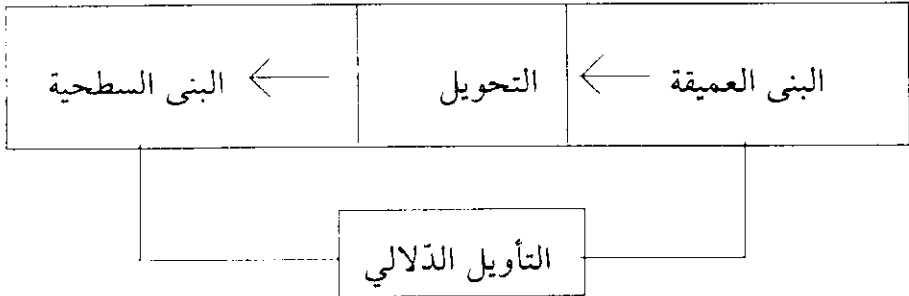 البنى العميقة ← التحويل ← البنى السطحية
التأويل الدّلالي